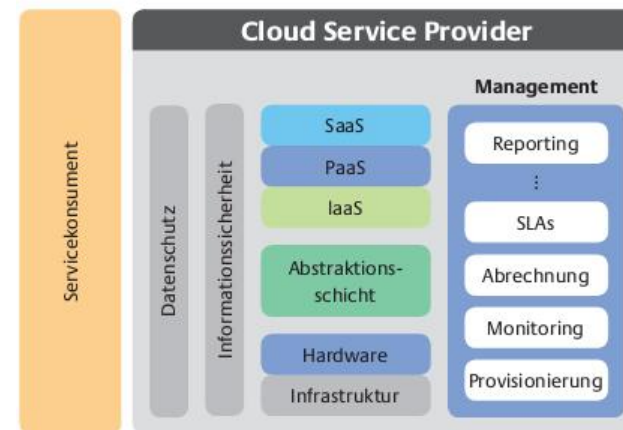 Cloud Service Provider
Servicekonsument
Datenschutz
Informationssicherheit
SaaS
PaaS
IaaS
Abstraktions-
schicht
Hardware
Infrastruktur
Management
Reporting
...
SLAs
Abrechnung
Monitoring
Provisionierung